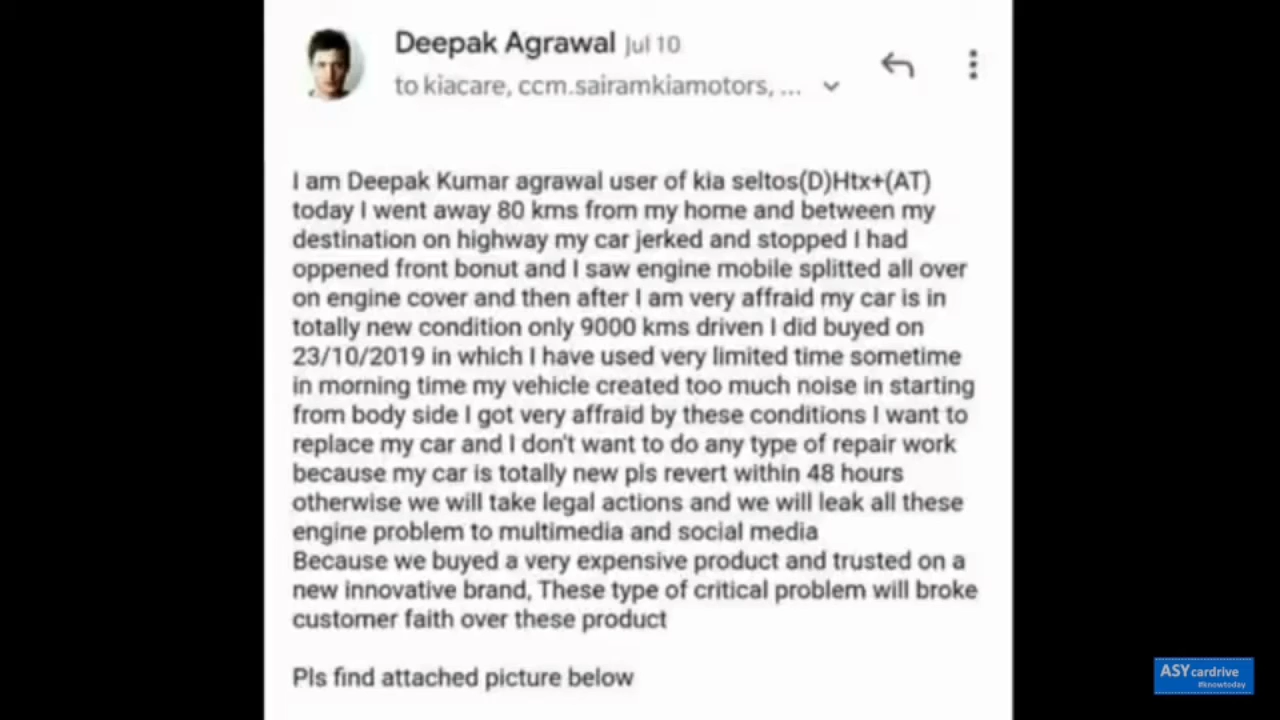 Deepak Agrawal Jul 10
to kiacare, ccm.sairamkiamotors, ...
I am Deepak Kumar agrawal user of kia seltos(D)Htx+(AT)
today I went away 80 kms from my home and between my
destination on highway my car jerked and stopped I had
oppened front bonut and I saw engine mobile splitted all over
on engine cover and then after I am very affraid my car is in
totally new condition only 9000 kms driven I did buyed on
23/10/2019 in which I have used very limited time sometime
in morning time my vehicle created too much noise in starting
from body side I got very affraid by these conditions I want to
replace my car and I don't want to do any type of repair work
because my car is totally new pls revert within 48 hours
otherwise we will take legal actions and we will leak all these
engine problem to multimedia and social media
Because we buyed a very expensive product and trusted on a
new innovative brand, These type of critical problem will broke
customer faith over these product
Pls find attached picture below
ASYcardrive
#knowtoday